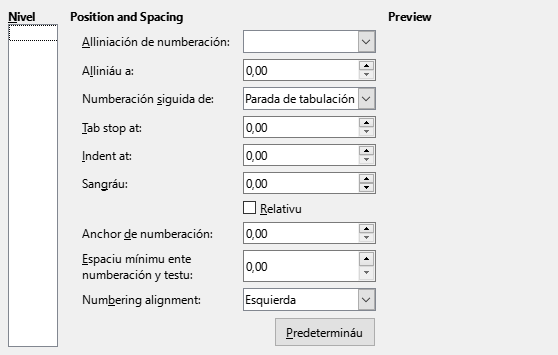 Nivel Position and Spacing Preview
Alliniación de numberación:
Alliniáu a: 0,00
Numberación siguida de: Parada de tabulación
Tab stop at: 0,00
Indent at: 0,00
Sangráu: 0,00
Relativu
Anchor de numberación: 0,00
Espaciu mínimu ente
numberación y testu: 0,00
Numbering alignment: Esquierda
Predetermináu